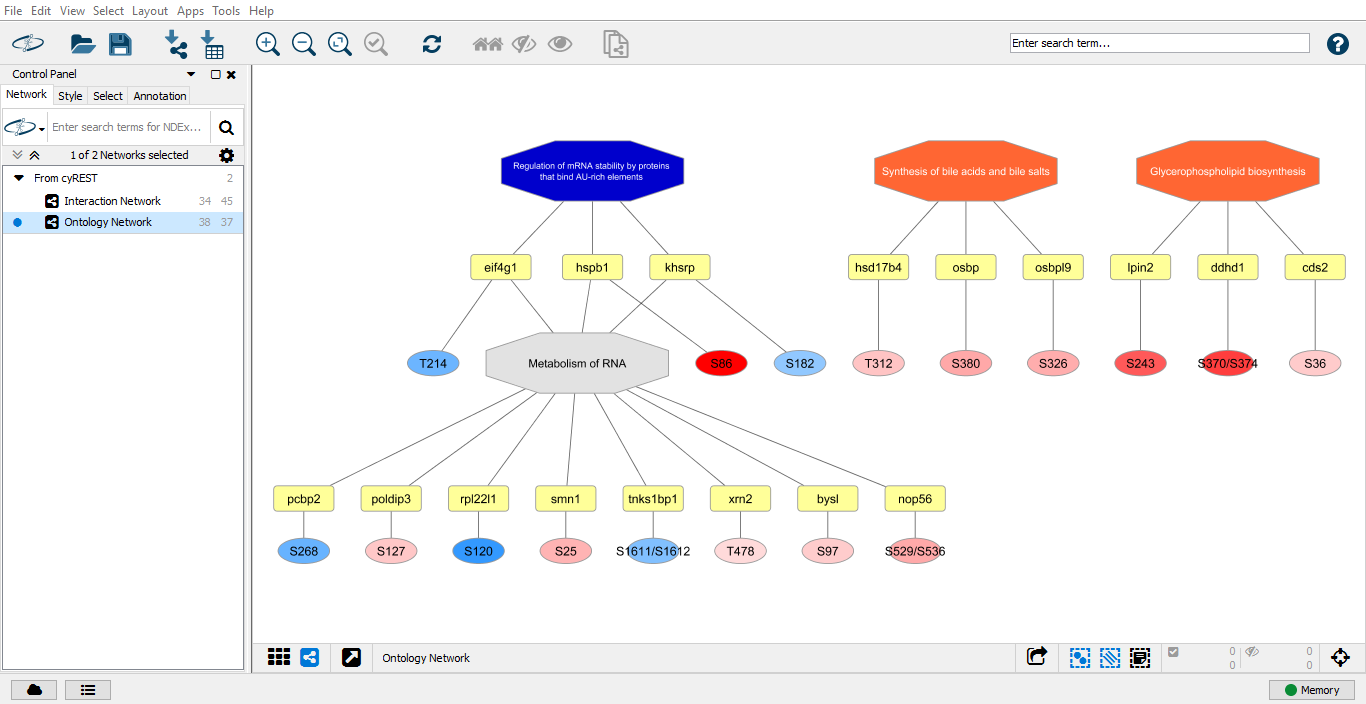 File Edit View Select Layout Apps Tools Help
Enter search term...
Control Panel
Network Style Select Annotation
Enter search terms for NDEx...
1 of 2 Networks selected
From cyREST 2
Interaction Network 34 45
Ontology Network 38 37
Regulation of mRNA stability by proteins
that bind AU-rich elements
Synthesis of bile acids and bile salts
Glycerophospholipid biosynthesis
eif4g1 hspb1 khsrp hsd17b4 osbp osbpl9 lpin2 ddhd1 cds2
T214 Metabolism of RNA S86 S182 T312 S380 S326 S243 S370/S374 S36
pcbp2 poldip3 rpl22l1 smn1 tnks1bp1 xrn2 bysl nop56
S268 S127 S120 S25 S1611/S1612 T478 S97 S529/S536
Ontology Network
0 0
0 0
Memory